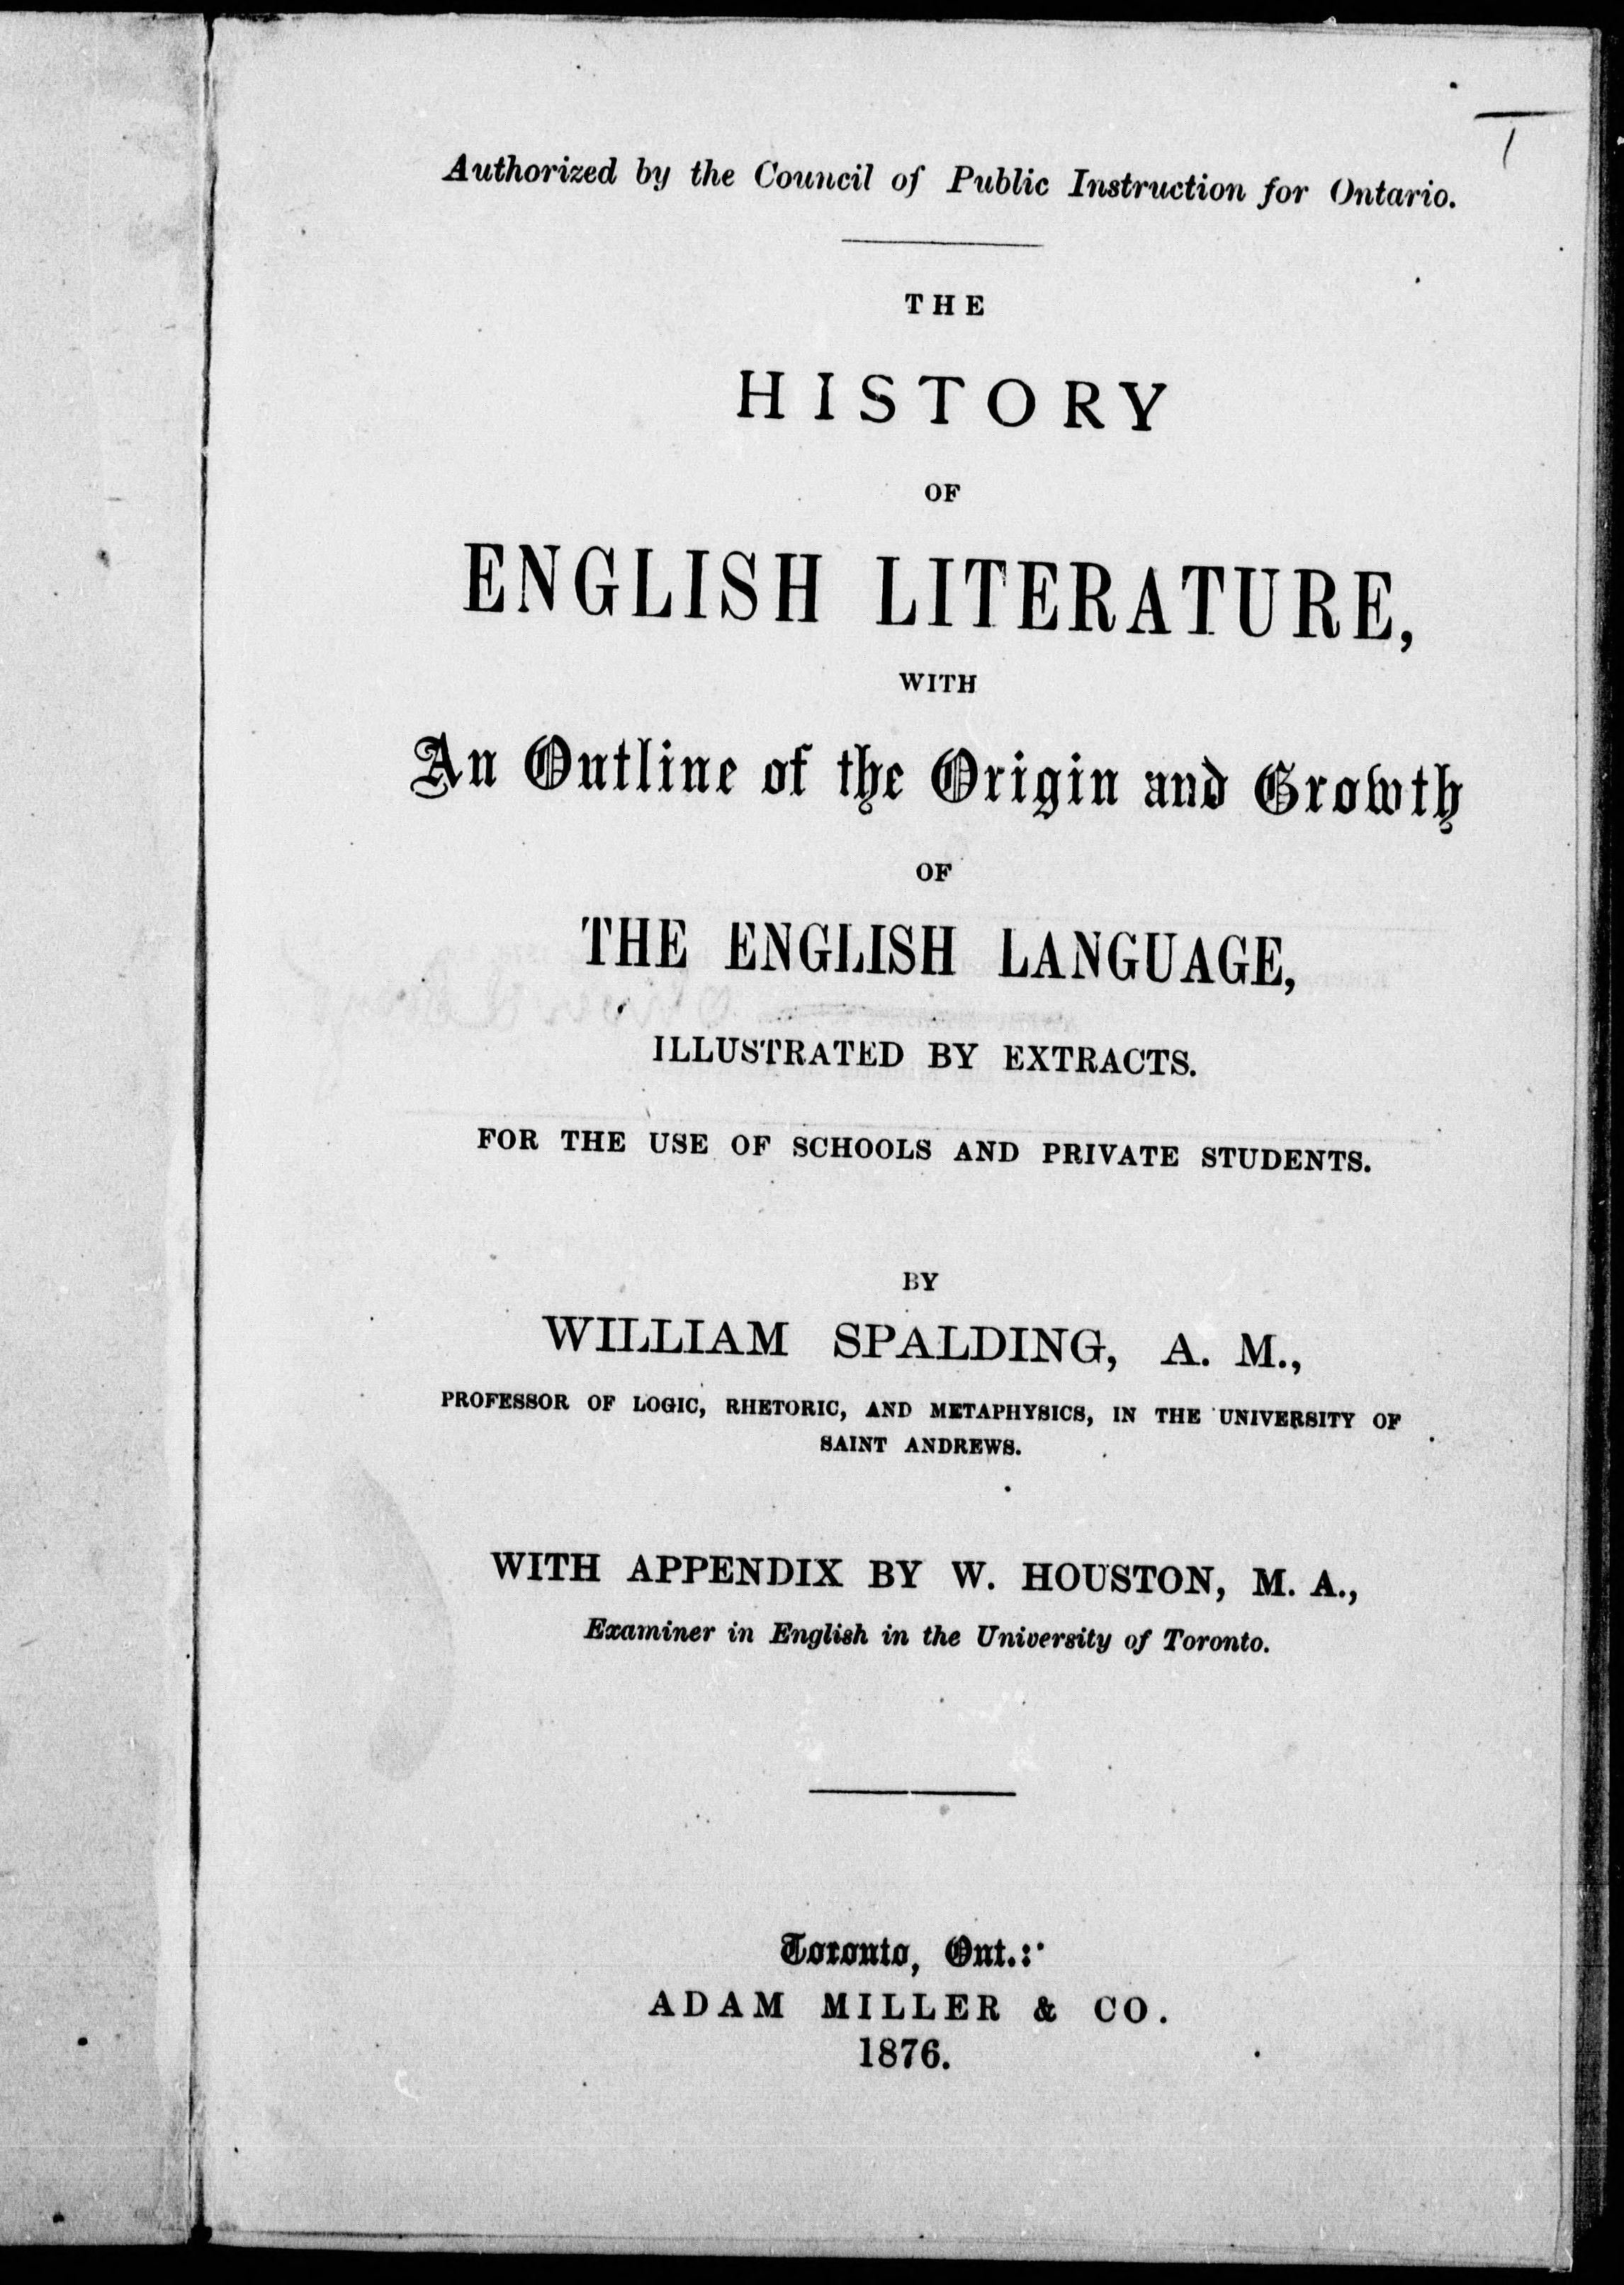 Authorized by the Council of Public Instruction for Ontario.
THE
HISTORY
OF
ENGLISH LITERATURE,
WITH
An Outline of the Origin and Growth
OF
THE ENGLISH LANGUAGE,
ILLUSTRATED BY EXTRACTS.
FOR THE USE OF SCHOOLS AND PRIVATE STUDENTS.
BY
WILLIAM SPALDING, A. M.,
PROFESSOR OF LOGIC, RHETORIC, AND METAPHYSICS, IN THE UNIVERSITY OF
SAINT ANDREWS.
WITH APPENDIX BY W. HOUSTON, M. A.,
Examiner in English in the University of Toronto.
Toronto, Ont.:
ADAM MILLER & CO.
1876.